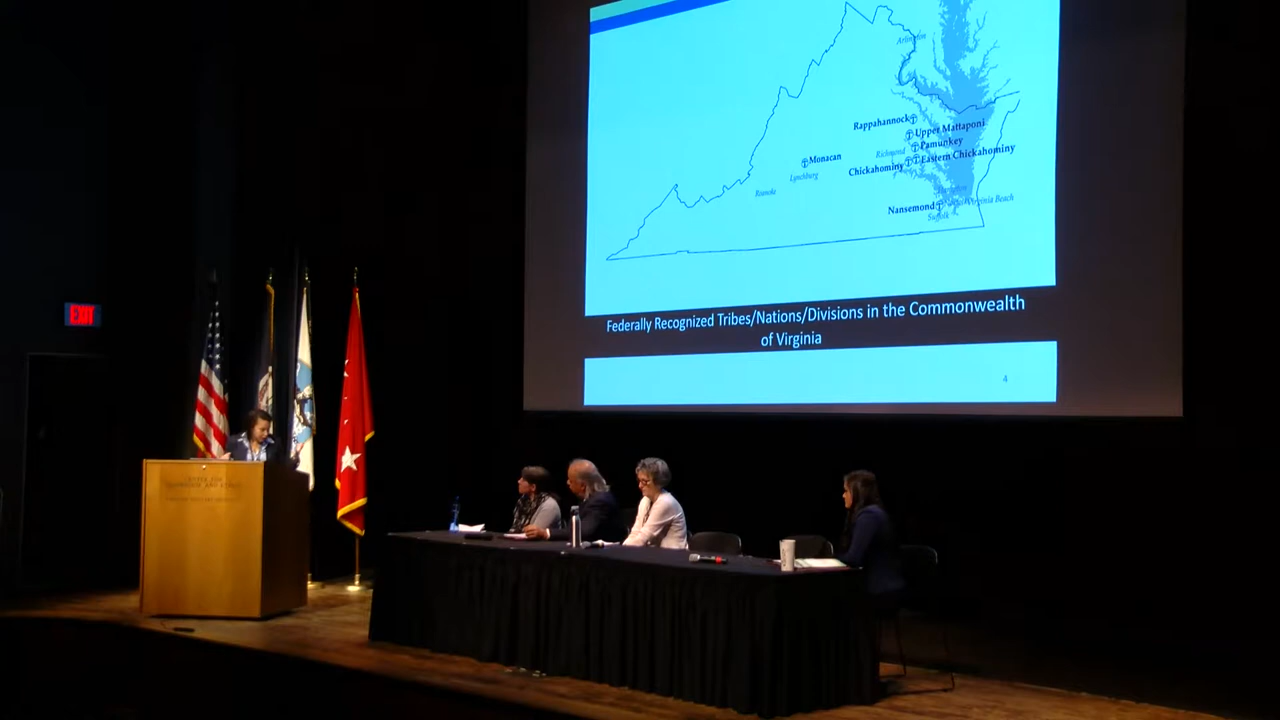 Arlington
Rappahannock
Upper Mattaponi
Richmond
Pamunkey
Monacan
Eastern Chickahominy
Chickahominy
Lynchburg
Roanoke
Nansemond
Virginia Beach
Suffolk
Federally Recognized Tribes/Nations/Divisions in the Commonwealth
of Virginia
4
EXIT